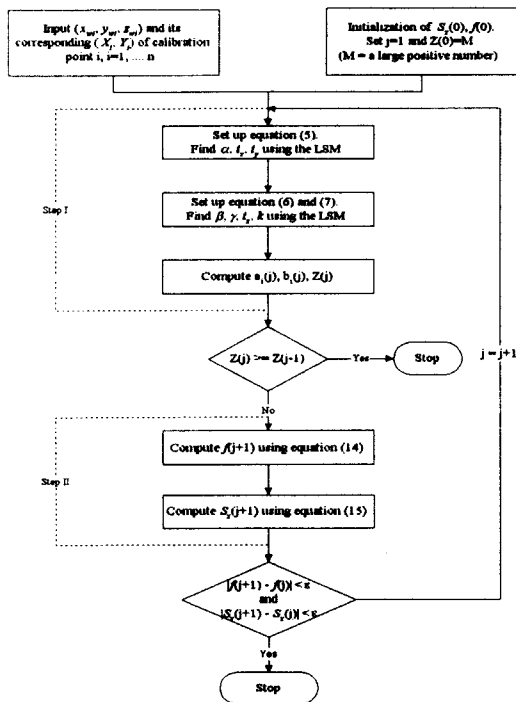 Input (x_wi, y_wi, z_wi) and its
corresponding (X_i, Y_i) of calibration
point i, i=1, .... n
Initialization of S_x(0), f(0).
Set j=1 and Z(0)=M
(M = a large positive number)
Set up equation (5).
Find α, t_x, t_y using the LSM
Step I
Set up equation (6) and (7).
Find β, γ, t_z, k using the LSM
Compute a_i(j), b_i(j), Z(j)
Z(j) >= Z(j-1)
Yes
Stop
j = j+1
No
Compute f(j+1) using equation (14)
Step II
Compute S_x(j+1) using equation (15)
|f(j+1) - f(j)| < ε
and
|S_x(j+1) - S_x(j)| < ε
Yes
Stop